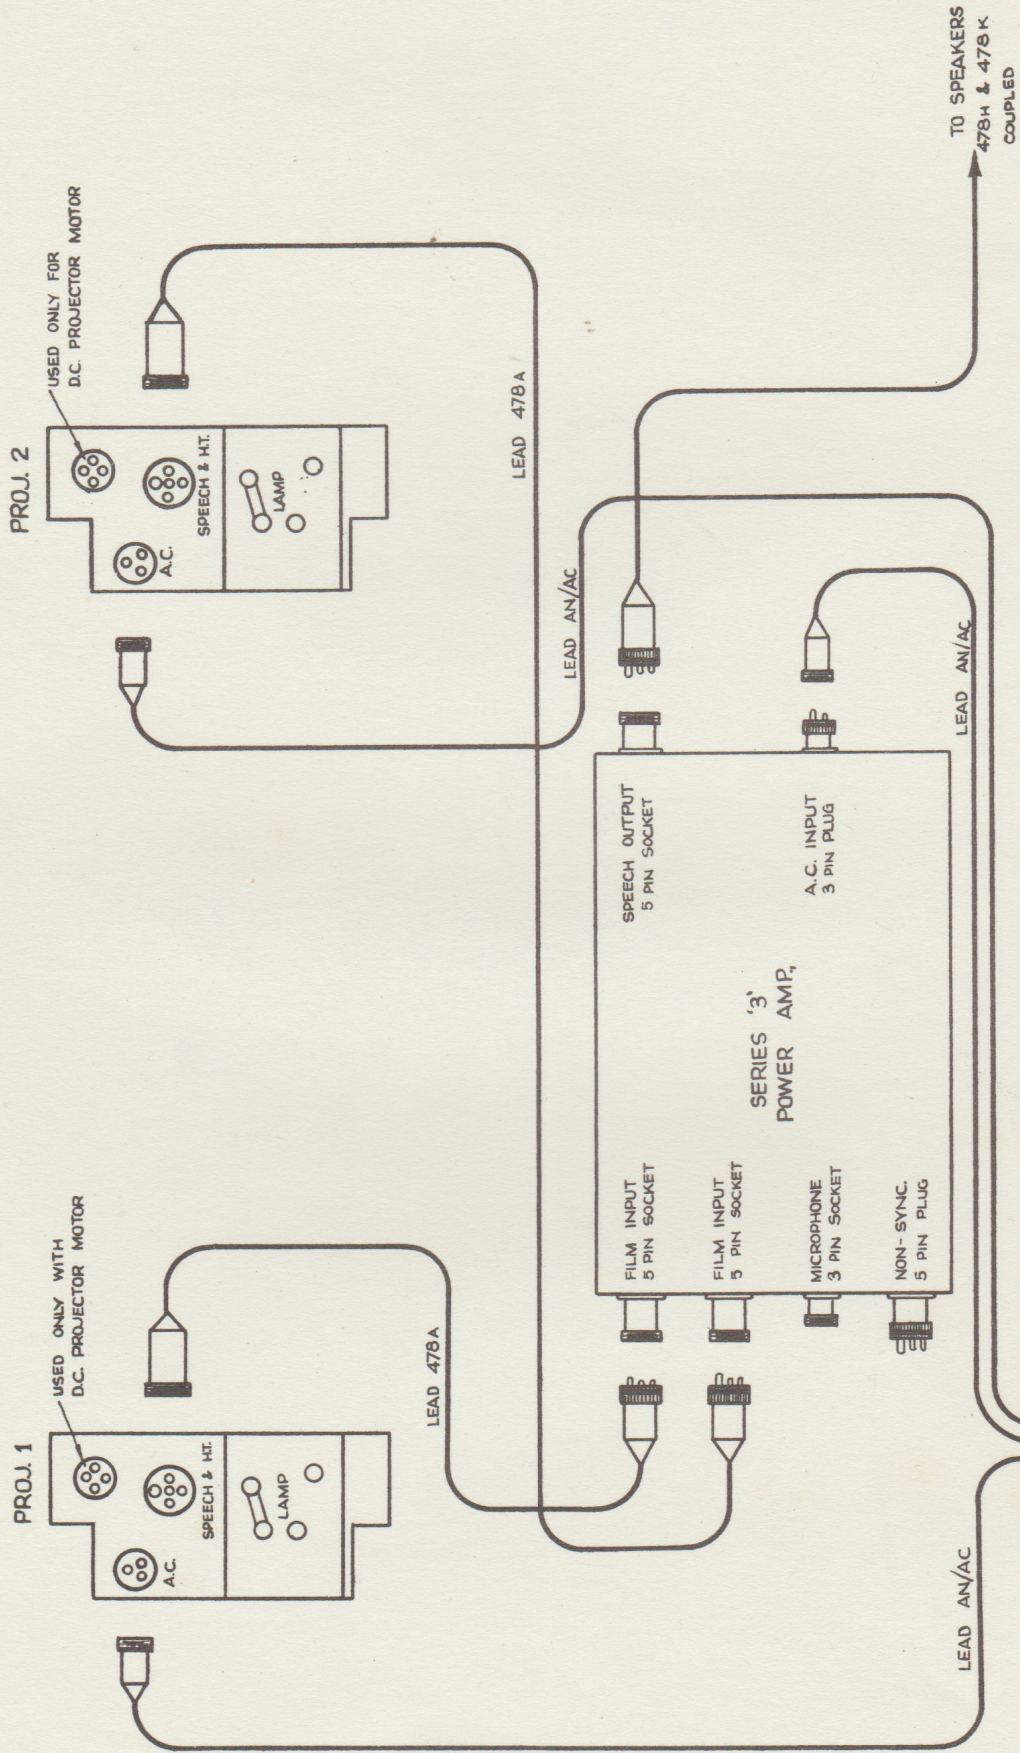 PROJ. 1
USED ONLY WITH
D.C. PROJECTOR MOTOR
A.C.
SPEECH & H.T.
LAMP
LEAD 478A
LEAD AN/AC
PROJ. 2
USED ONLY FOR
D.C. PROJECTOR MOTOR
A.C.
SPEECH & H.T.
LAMP
LEAD 478A
LEAD AN/AC
FILM INPUT
5 PIN SOCKET
FILM INPUT
5 PIN SOCKET
MICROPHONE
3 PIN SOCKET
NON-SYNC.
5 PIN PLUG
SERIES '3'
POWER AMP.,
SPEECH OUTPUT
5 PIN SOCKET
A.C. INPUT
3 PIN PLUG
LEAD AN/AC
TO SPEAKERS
478H & 478K
COUPLED